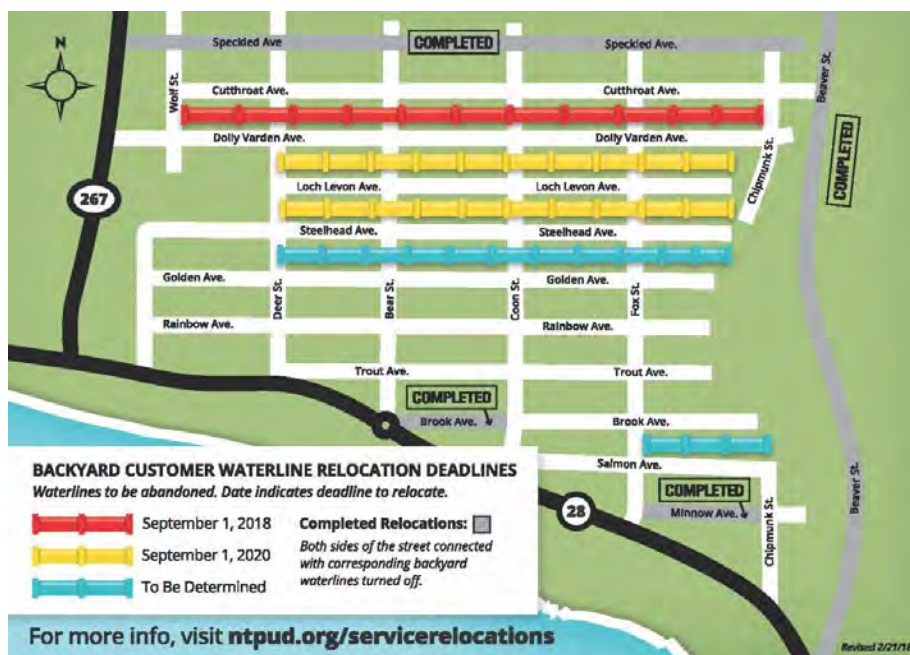 N
Speckled Ave
COMPLETED
Speckled Ave.
Wolf St.
Cutthroat Ave.
Cutthroat Ave.
Beaver St.
Dolly Varden Ave.
Dolly Varden Ave.
Chipmunk St.
COMPLETED
Loch Levon Ave.
Loch Levon Ave.
267
Steelhead Ave.
Steelhead Ave.
Golden Ave.
Golden Ave.
Deer St.
Bear St.
Coon St.
Fox St.
Rainbow Ave.
Rainbow Ave.
Trout Ave.
Trout Ave.
COMPLETED
Brook Ave.
Brook Ave.
Salmon Ave.
COMPLETED
Minnow Ave.
Chipmunk St.
Beaver St.
28
BACKYARD CUSTOMER WATERLINE RELOCATION DEADLINES
Waterlines to be abandoned. Date indicates deadline to relocate.
September 1, 2018
September 1, 2020
To Be Determined
Completed Relocations:
Both sides of the street connected
with corresponding backyard
waterlines turned off.
For more info, visit ntpud.org/servicerelocations
Revised 2/21/18